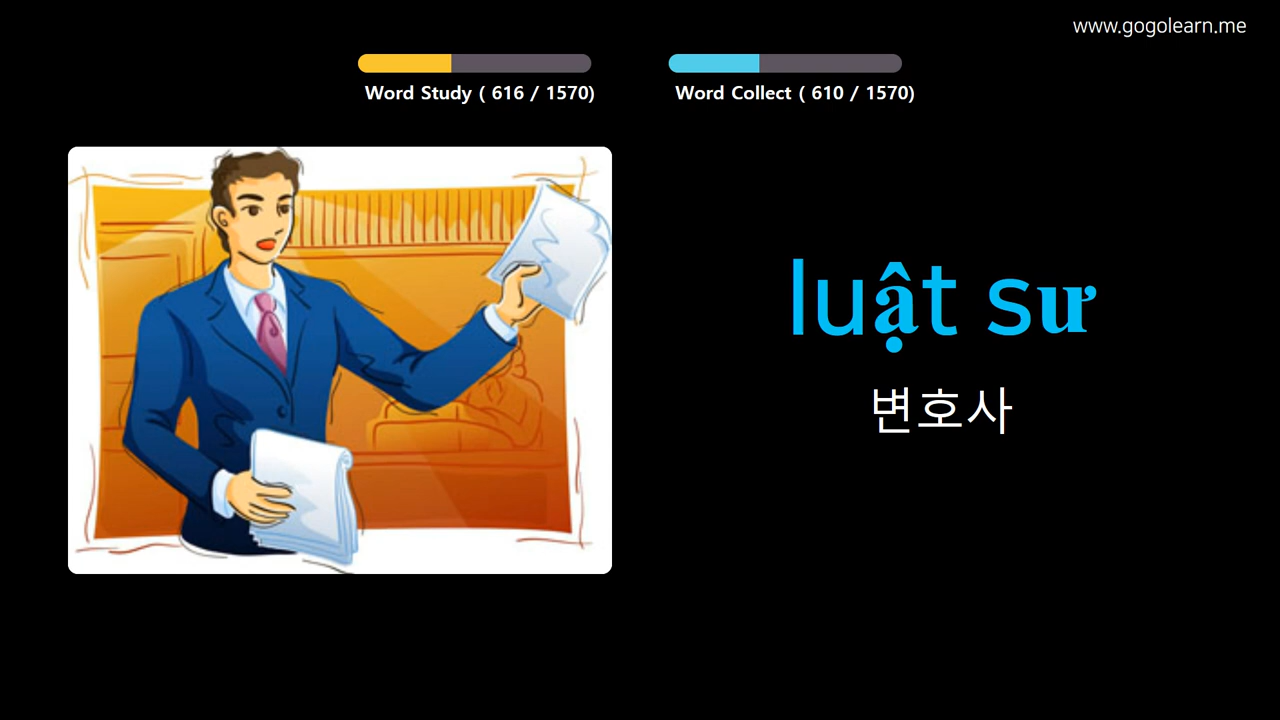 www.gogolearn.me
Word Study ( 616 / 1570)
Word Collect ( 610 / 1570)
luật sư
변호사